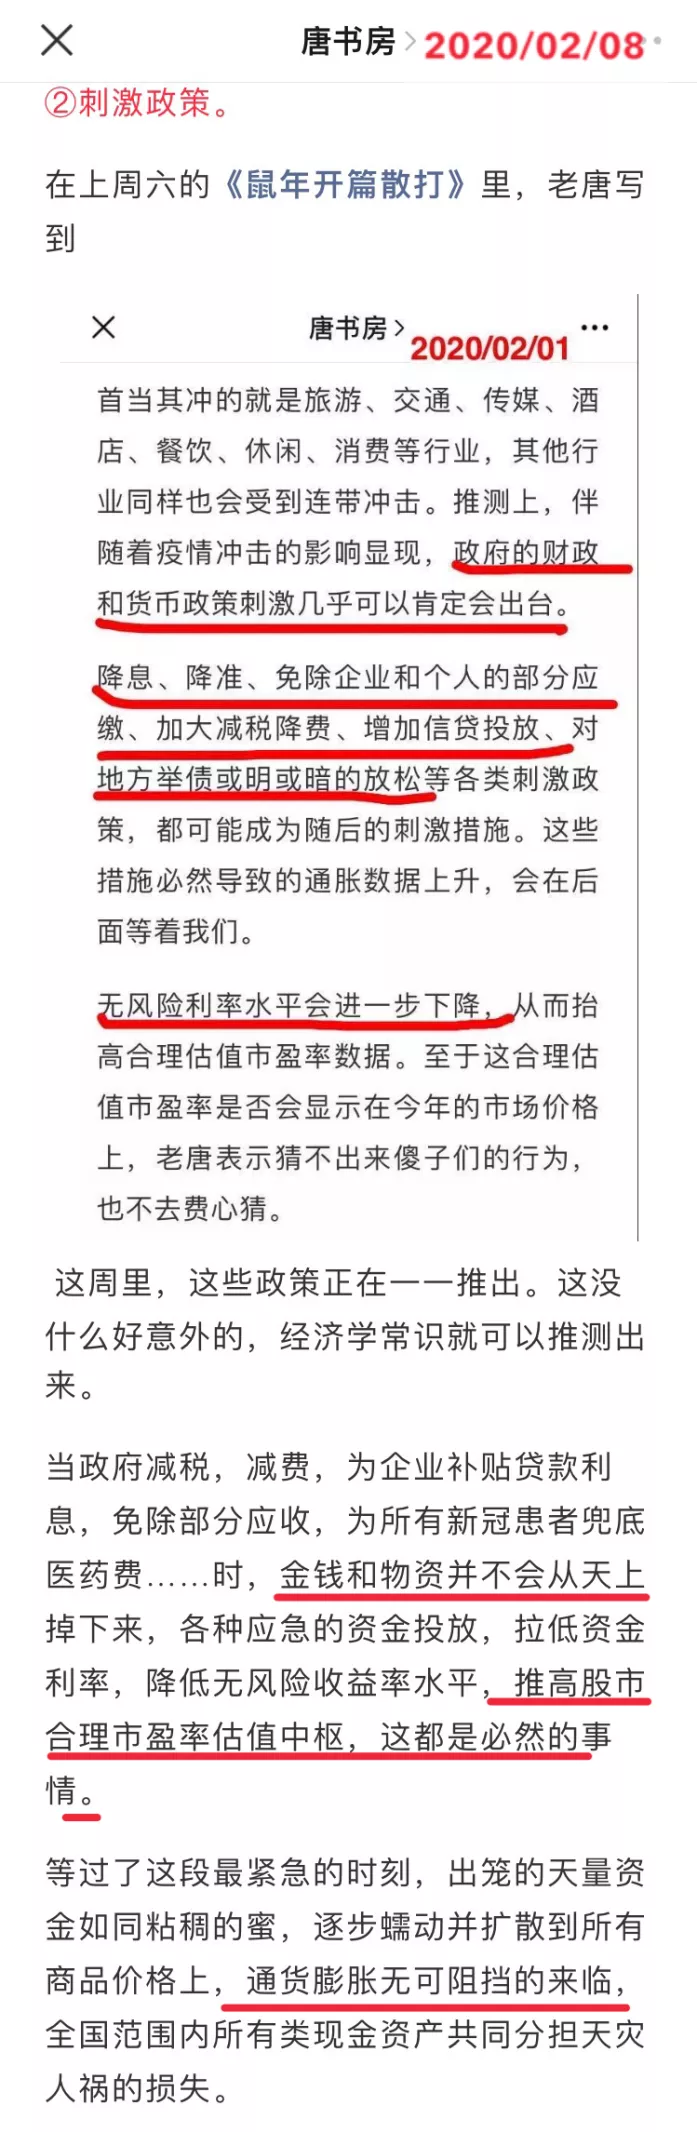 唐书房 2020/02/08
②刺激政策。
在上周六的《鼠年开篇散打》里，老唐写
到
唐书房
2020/02/01
首当其冲的就是旅游、交通、传媒、酒
店、餐饮、休闲、消费等行业，其他行
业同样也会受到连带冲击。推测上，伴
随着疫情冲击的影响显现，政府的财政
和货币政策刺激几乎可以肯定会出台。
降息、降准、免除企业和个人的部分应
缴、加大减税降费、增加信贷投放、对
地方举债或明或暗的放松等各类刺激政
策，都可能成为随后的刺激措施。这些
措施必然导致的通胀数据上升，会在后
面等着我们。
无风险利率水平会进一步下降，从而抬
高合理估值市盈率数据。至于这合理估
值市盈率是否会显示在今年的市场价格
上，老唐表示猜不出来傻子们的行为，
也不去费心猜。
这周里，这些政策正在一一推出。这没
什么好意外的，经济学常识就可以推测出
来。
当政府减税，减费，为企业补贴贷款利
息，免除部分应收，为所有新冠患者兜底
医药费……时，金钱和物资并不会从天上
掉下来，各种应急的资金投放，拉低资金
利率，降低无风险收益率水平，推高股市
合理市盈率估值中枢，这都是必然的事
情。
等过了这段最紧急的时刻，出笼的天量资
金如同粘稠的蜜，逐步蠕动并扩散到所有
商品价格上，通货膨胀无可阻挡的来临，
全国范围内所有类现金资产共同分担天灾
人祸的损失。